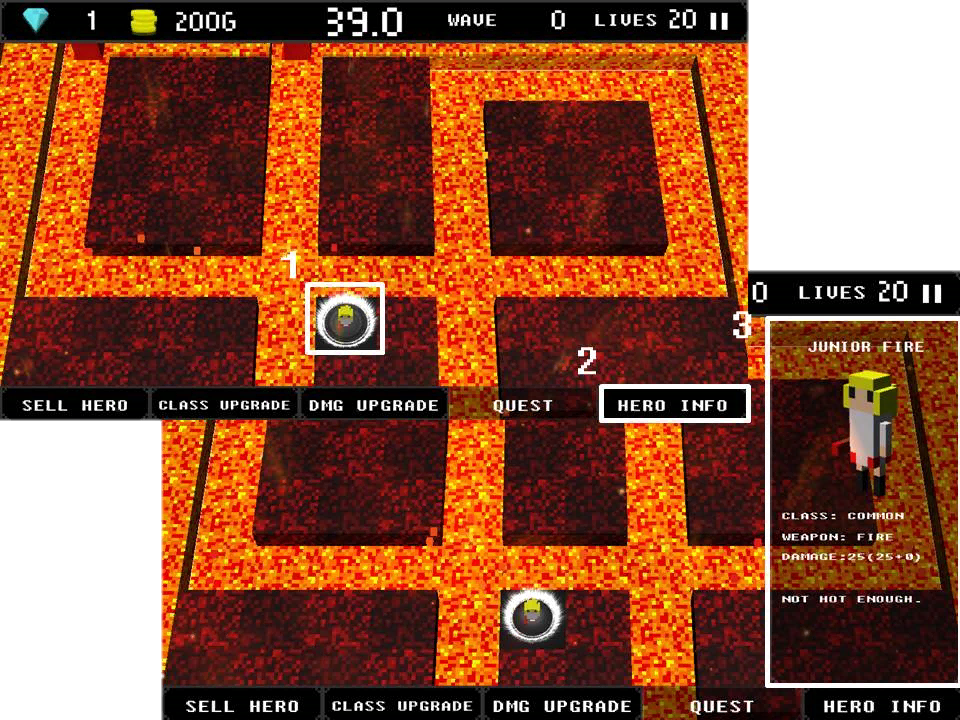 1 200G 39.0 WAVE 0 LIVES 20
1
2
SELL HERO CLASS UPGRADE DMG UPGRADE QUEST HERO INFO
0 LIVES 20
3
JUNIOR FIRE
CLASS: COMMON
WEAPON: FIRE
DAMAGE:25(25+0)
NOT HOT ENOUGH.
SELL HERO CLASS UPGRADE DMG UPGRADE QUEST HERO INFO